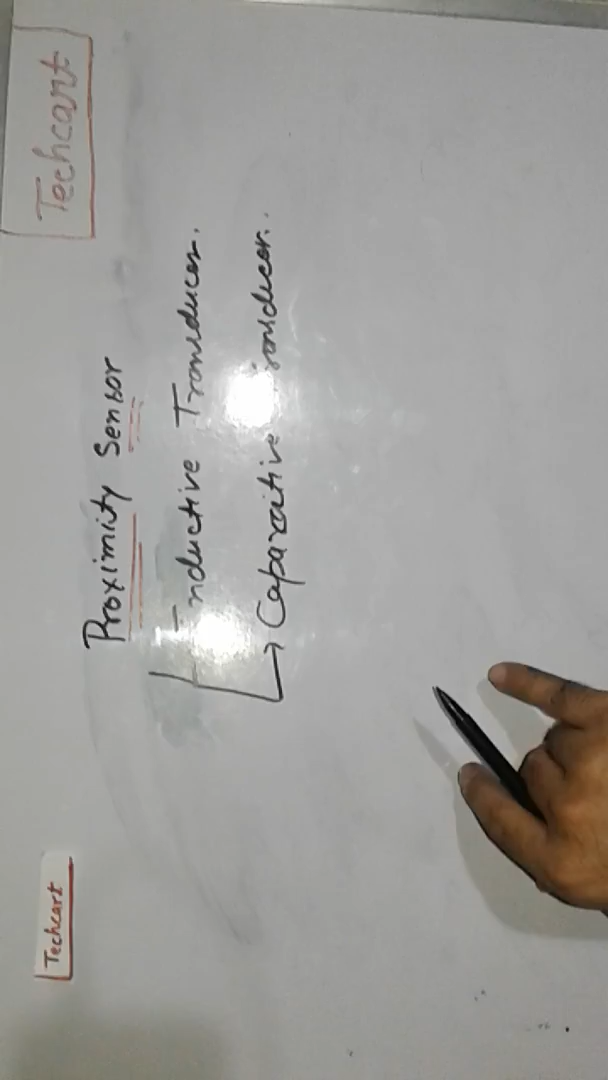 Techcart
Techcart
Proximity Sensor
Inductive Transducer.
→ Capacitive